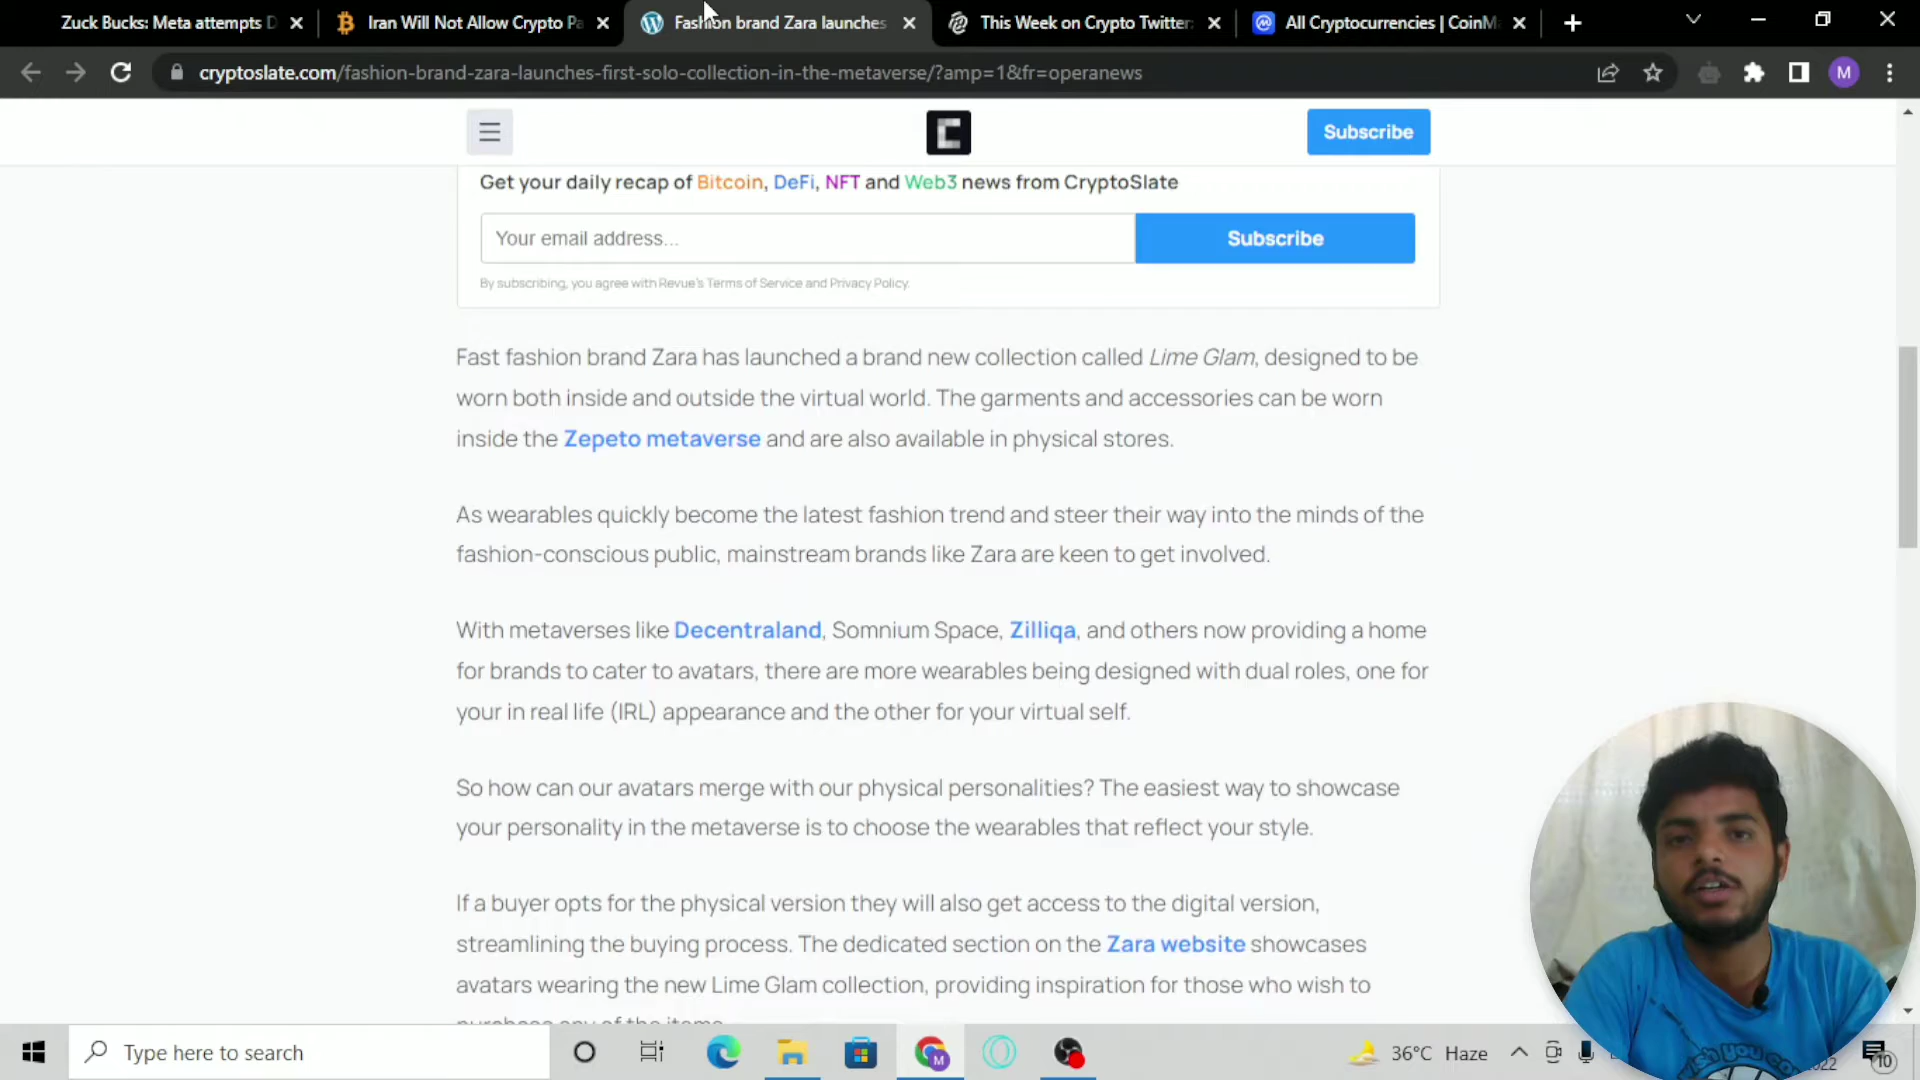 Zuck Bucks: Meta attempts D
Iran Will Not Allow Crypto Pa
Fashion brand Zara launches
This Week on Crypto Twitter:
All Cryptocurrencies | CoinM
cryptoslate.com/fashion-brand-zara-launches-first-solo-collection-in-the-metaverse/?amp=1&fr=operanews
M
Subscribe
Get your daily recap of Bitcoin, DeFi, NFT and Web3 news from CryptoSlate
Your email address...
Subscribe
By subscribing, you agree with Revue's Terms of Service and Privacy Policy.
Fast fashion brand Zara has launched a brand new collection called Lime Glam, designed to be
worn both inside and outside the virtual world. The garments and accessories can be worn
inside the Zepeto metaverse and are also available in physical stores.
As wearables quickly become the latest fashion trend and steer their way into the minds of the
fashion-conscious public, mainstream brands like Zara are keen to get involved.
With metaverses like Decentraland, Somnium Space, Zilliqa, and others now providing a home
for brands to cater to avatars, there are more wearables being designed with dual roles, one for
your in real life (IRL) appearance and the other for your virtual self.
So how can our avatars merge with our physical personalities? The easiest way to showcase
your personality in the metaverse is to choose the wearables that reflect your style.
If a buyer opts for the physical version they will also get access to the digital version,
streamlining the buying process. The dedicated section on the Zara website showcases
avatars wearing the new Lime Glam collection, providing inspiration for those who wish to
purchase any of the items.
Type here to search
M
36°C Haze
2022
10